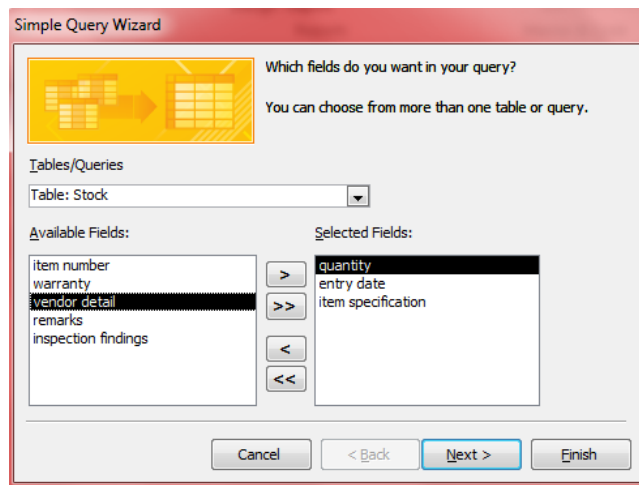 Simple Query Wizard
Which fields do you want in your query?
You can choose from more than one table or query.
Tables/Queries
Table: Stock
Available Fields:
Selected Fields:
item number
warranty
vendor detail
remarks
inspection findings
>
>>
<
<<
quantity
entry date
item specification
Cancel
< Back
Next >
Finish